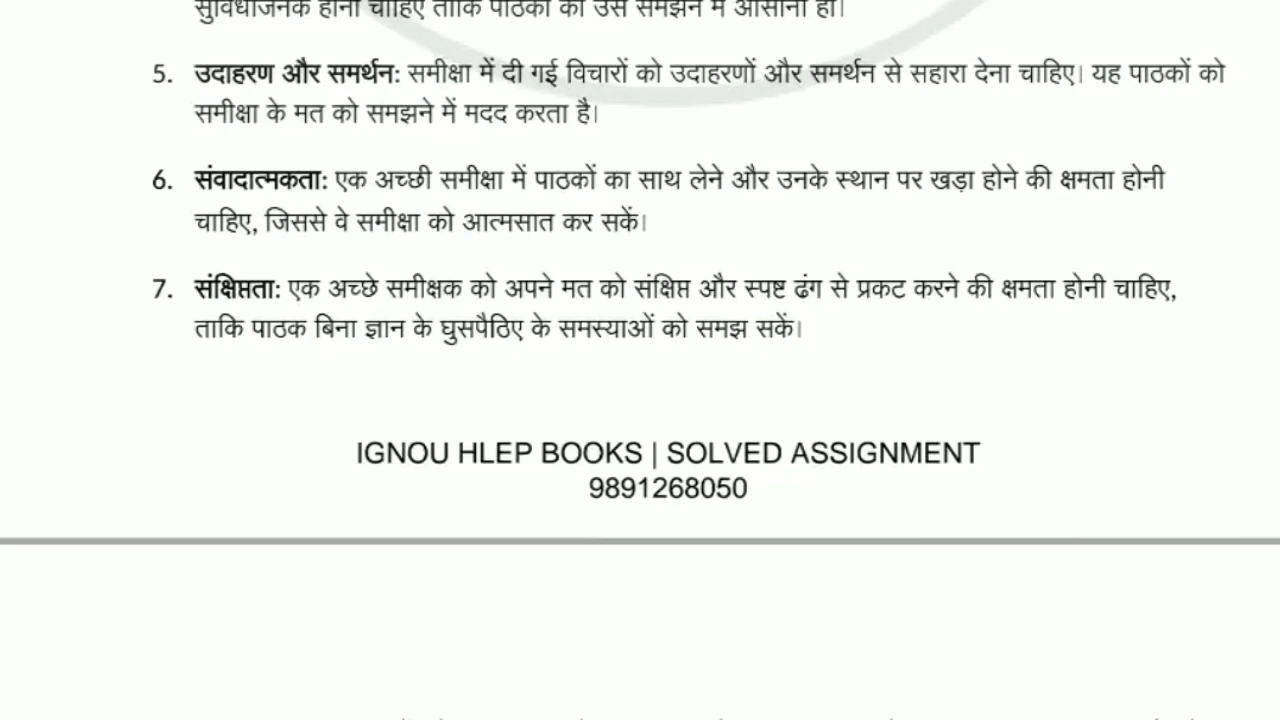 सुविधाजनक होनी चाहिए ताकि पाठकों को उसे समझने में आसानी हो।
5. उदाहरण और समर्थन: समीक्षा में दी गई विचारों को उदाहरणों और समर्थन से सहारा देना चाहिए। यह पाठकों को
समीक्षा के मत को समझने में मदद करता है।
6. संवादात्मकता: एक अच्छी समीक्षा में पाठकों का साथ लेने और उनके स्थान पर खड़ा होने की क्षमता होनी
चाहिए, जिससे वे समीक्षा को आत्मसात कर सकें।
7. संक्षिप्तता: एक अच्छे समीक्षक को अपने मत को संक्षिप्त और स्पष्ट ढंग से प्रकट करने की क्षमता होनी चाहिए,
ताकि पाठक बिना ज्ञान के घुसपैठिए के समस्याओं को समझ सकें।
IGNOU HLEP BOOKS | SOLVED ASSIGNMENT
9891268050